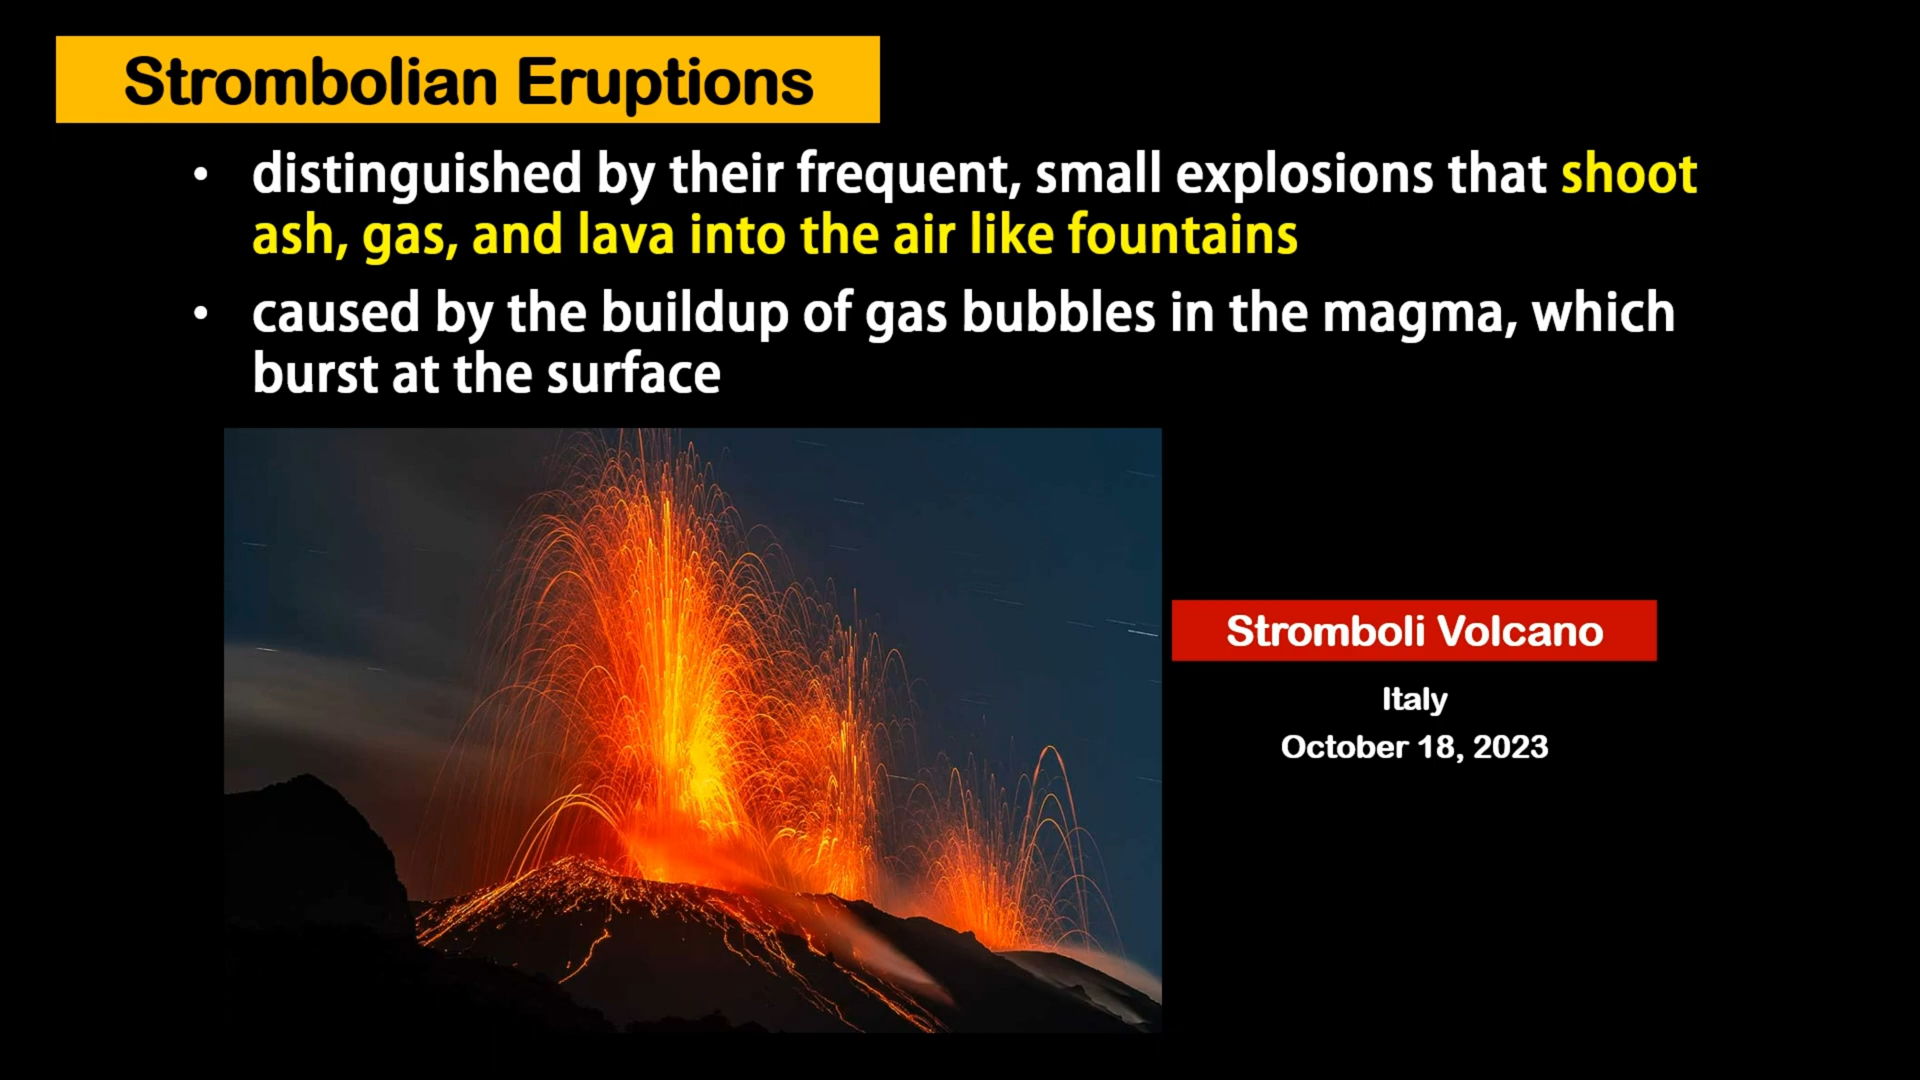 Strombolian Eruptions
• distinguished by their frequent, small explosions that shoot
ash, gas, and lava into the air like fountains
• caused by the buildup of gas bubbles in the magma, which
burst at the surface
Stromboli Volcano
Italy
October 18, 2023